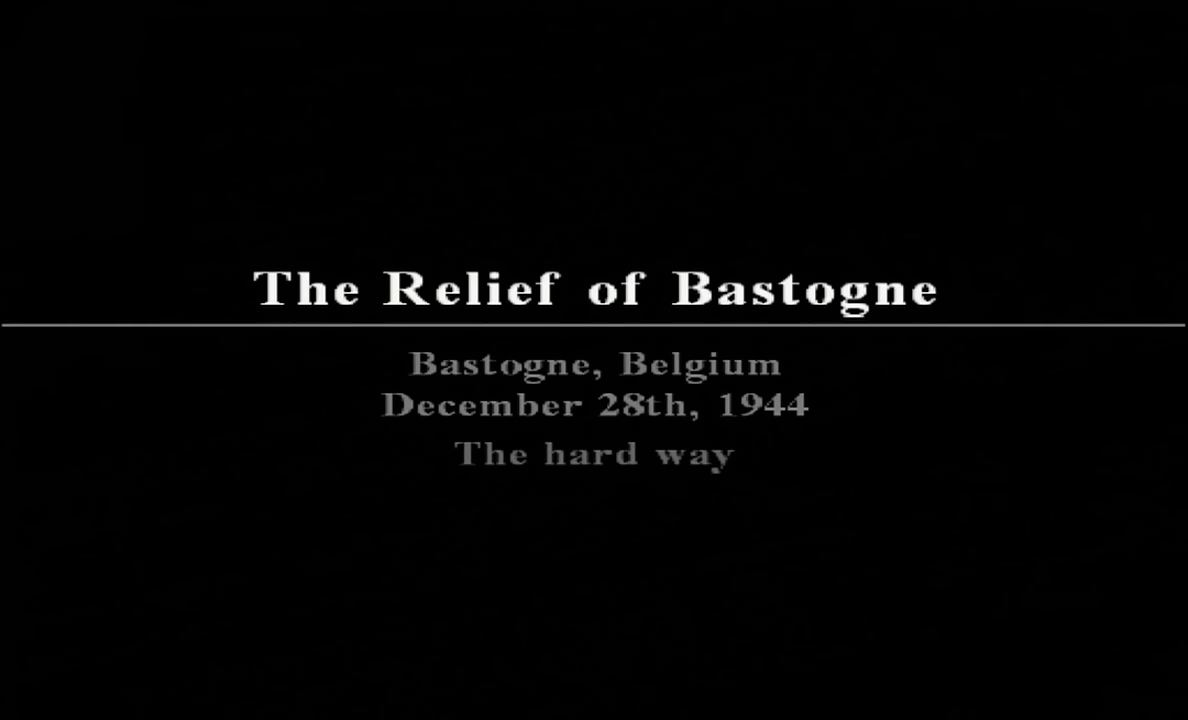 The Relief of Bastogne
Bastogne, Belgium
December 28th, 1944
The hard way